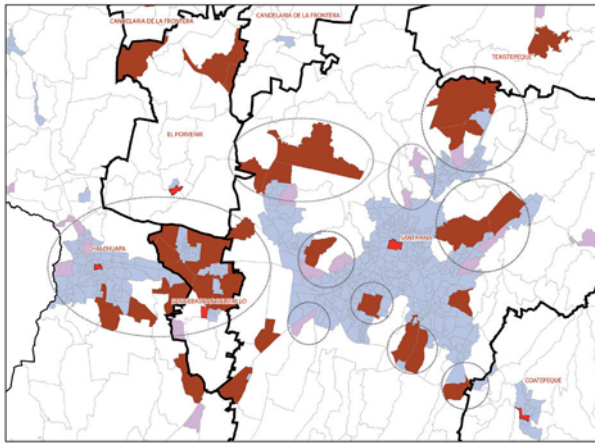 CANDELARIA DE LA FRONTERA
CANDELARIA DE LA FRONTERA
TEXISTEPEQUE
EL PORVENIR
SANTA ANA
CHALCHUAPA
COATEPEQUE